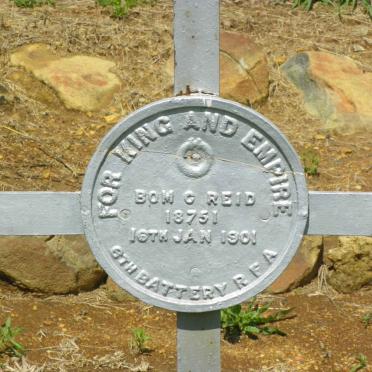 FOR KING AND EMPIRE
BOM G REID
18751
16TH JAN 1901
6TH BATTERY R F A